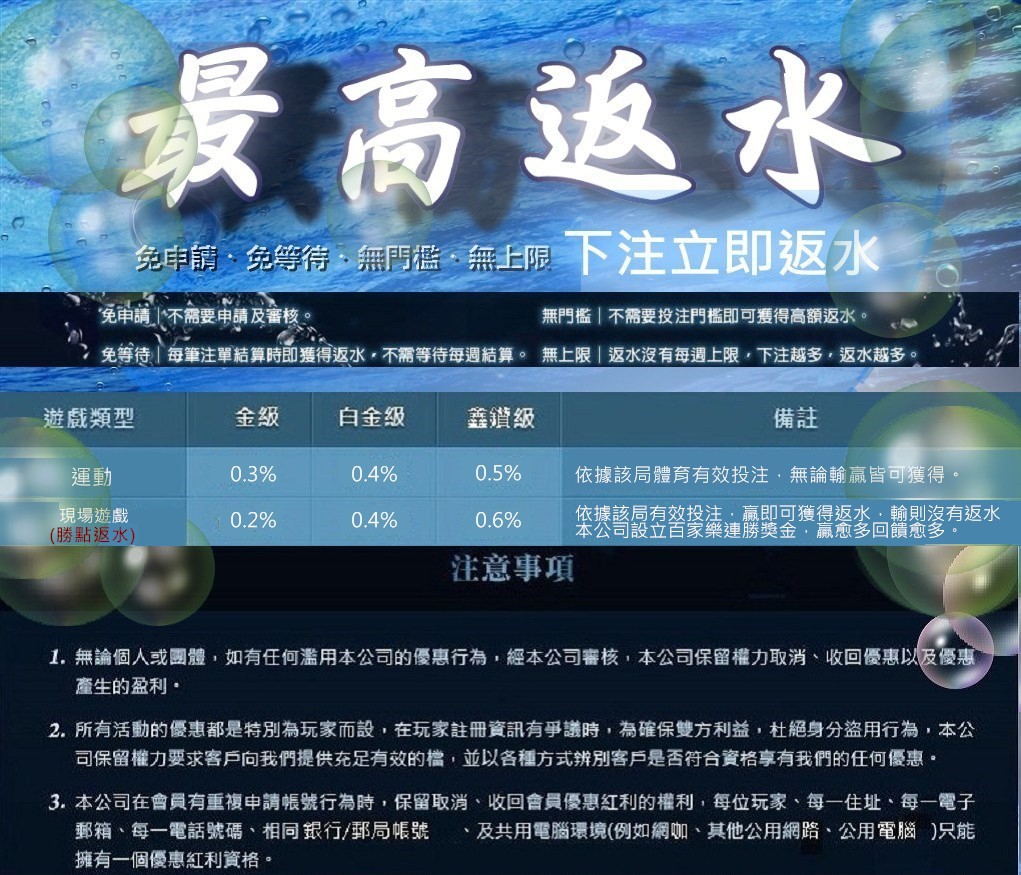 最高返水
免申請、免等待、無門檻、無上限 下注立即返水
免申請｜不需要申請及審核。 無門檻｜不需要投注門檻即可獲得高額返水。
免等待｜每筆注單結算時即獲得返水，不需等待每週結算。 無上限｜返水沒有每週上限，下注越多，返水越多。
遊戲類型 金級 白金級 鑫鑽級 備註
運動 0.3% 0.4% 0.5% 依據該局體育有效投注，無論輸贏皆可獲得。
現場遊戲
(勝點返水) 0.2% 0.4% 0.6% 依據該局有效投注，贏即可獲得返水，輸則沒有返水
本公司設立百家樂連勝獎金，贏愈多回饋愈多。
注意事項
1. 無論個人或團體，如有任何濫用本公司的優惠行為，經本公司審核，本公司保留權力取消、收回優惠以及優惠
產生的盈利。
2. 所有活動的優惠都是特別為玩家而設，在玩家註冊資訊有爭議時，為確保雙方利益，杜絕身分盜用行為，本公
司保留權力要求客戶向我們提供充足有效的檔，並以各種方式辨別客戶是否符合資格享有我們的任何優惠。
3. 本公司在會員有重複申請帳號行為時，保留取消、收回會員優惠紅利的權利，每位玩家、每一住址、每一電子
郵箱、每一電話號碼、相同 銀行/郵局帳號 、及共用電腦環境(例如網咖、其他公用網路、公用電腦 )只能
擁有一個優惠紅利資格。